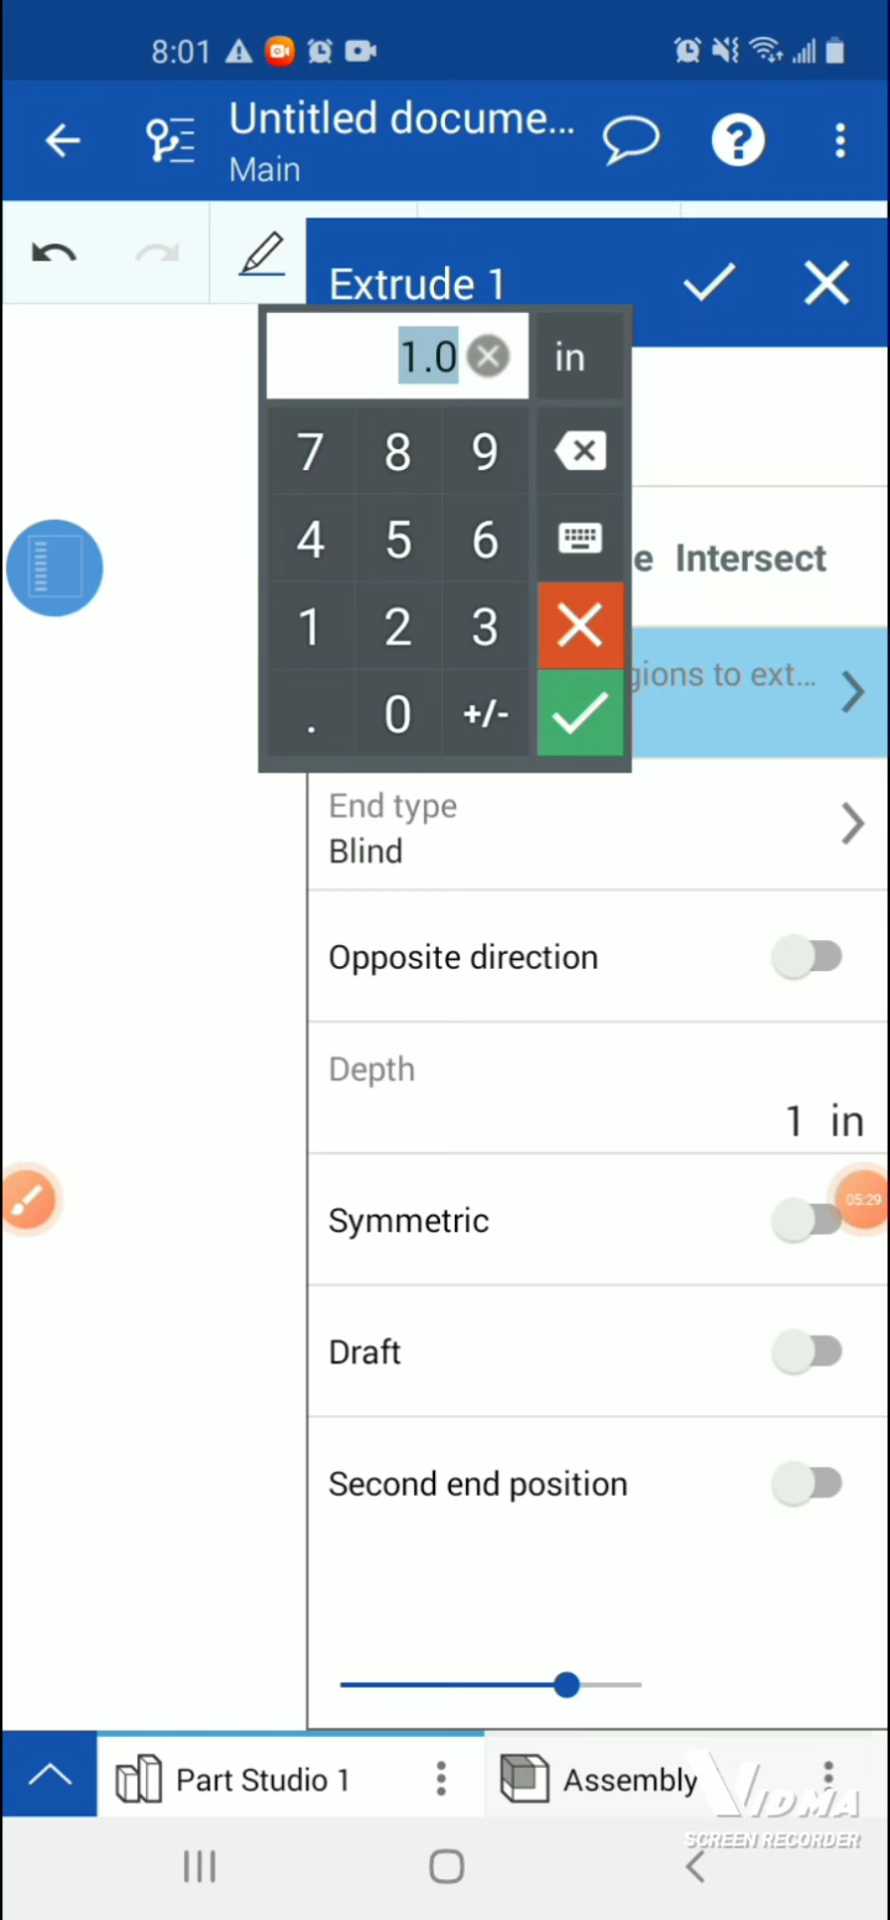 8:01
Untitled docume...
Main
Extrude 1
1.0 in
7 8 9
4 5 6
e Intersect
1 2 3
gions to ext...
. 0 +/-
End type
Blind
Opposite direction
Depth
1 in
Symmetric
05:29
Draft
Second end position
Part Studio 1
Assembly
VIDMA
SCREEN RECORDER